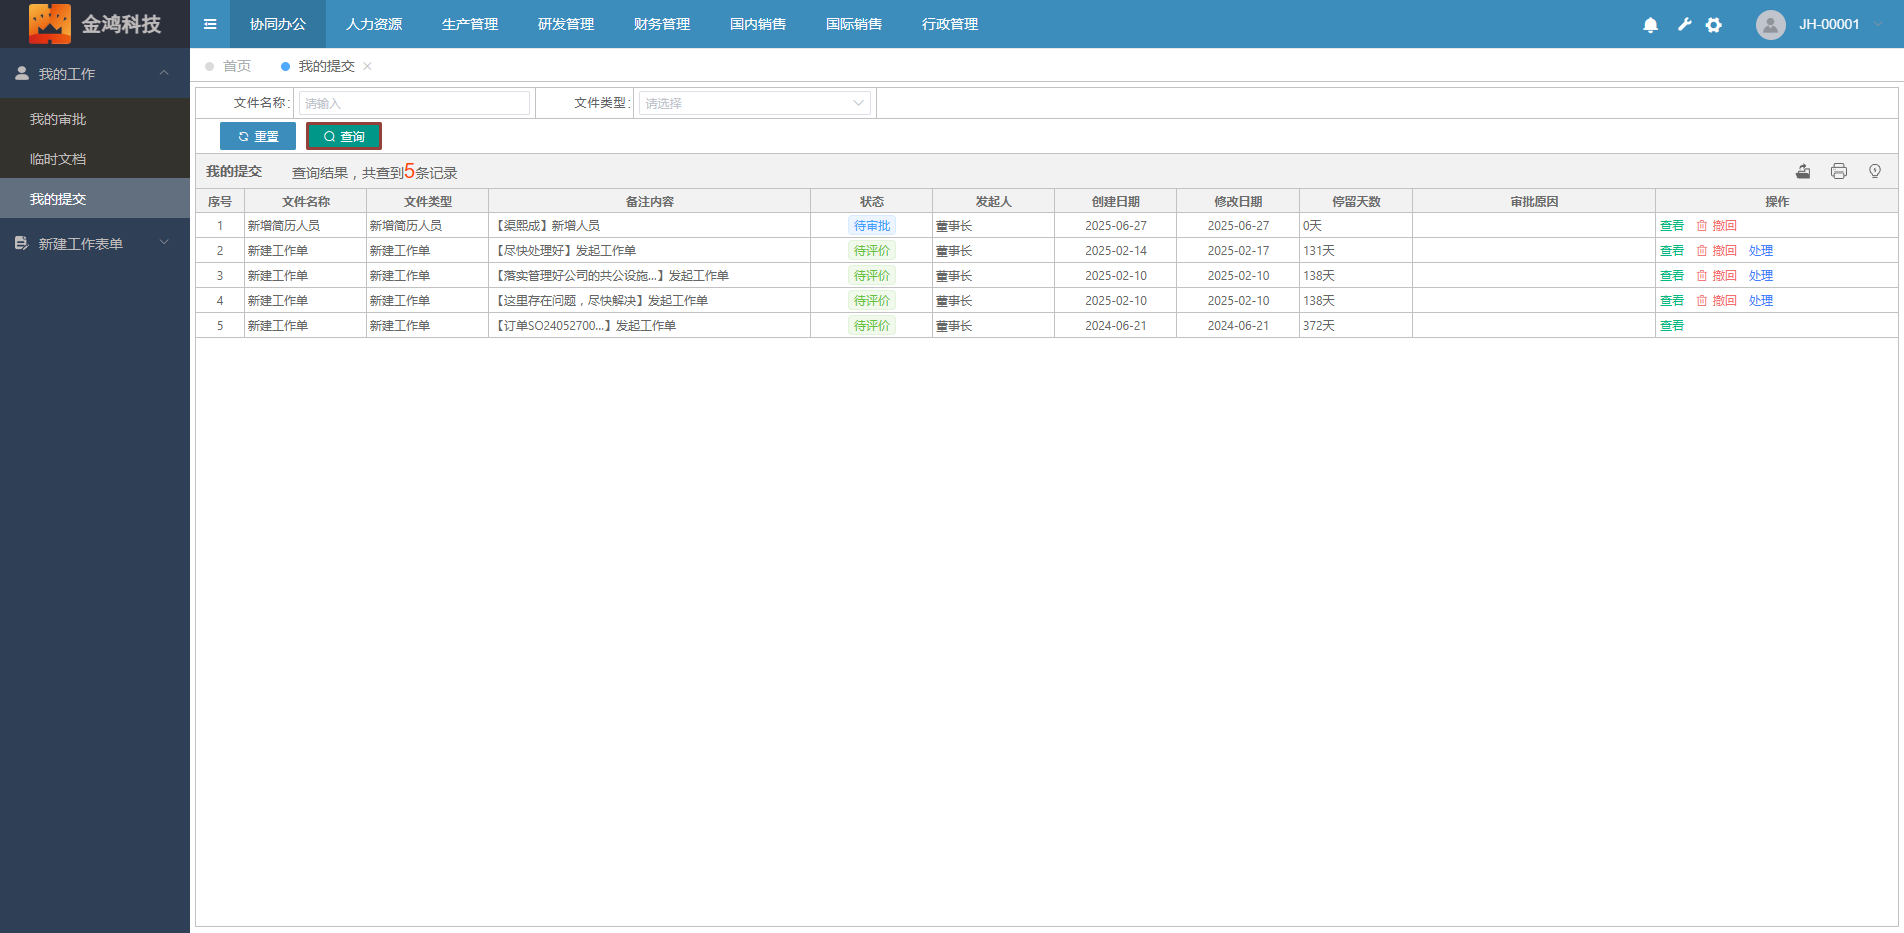 金鸿科技
协同办公 人力资源 生产管理 研发管理 财务管理 国内销售 国际销售 行政管理 JH-00001
我的工作
我的审批
临时文档
我的提交
新建工作表单
首页 我的提交
文件名称: 请输入 文件类型: 请选择
重置 查询
我的提交 查询结果，共查到5条记录
序号 文件名称 文件类型 备注内容 状态 发起人 创建日期 修改日期 停留天数 审批原因 操作
1 新增简历人员 新增简历人员 【渠熙成】新增人员 待审批 董事长 2025-06-27 2025-06-27 0天 查看 撤回
2 新建工作单 新建工作单 【尽快处理好】发起工作单 待评价 董事长 2025-02-14 2025-02-17 131天 查看 撤回 处理
3 新建工作单 新建工作单 【落实管理好公司的共公设施...】发起工作单 待评价 董事长 2025-02-10 2025-02-10 138天 查看 撤回 处理
4 新建工作单 新建工作单 【这里存在问题，尽快解决】发起工作单 待评价 董事长 2025-02-10 2025-02-10 138天 查看 撤回 处理
5 新建工作单 新建工作单 【订单SO24052700...】发起工作单 待评价 董事长 2024-06-21 2024-06-21 372天 查看